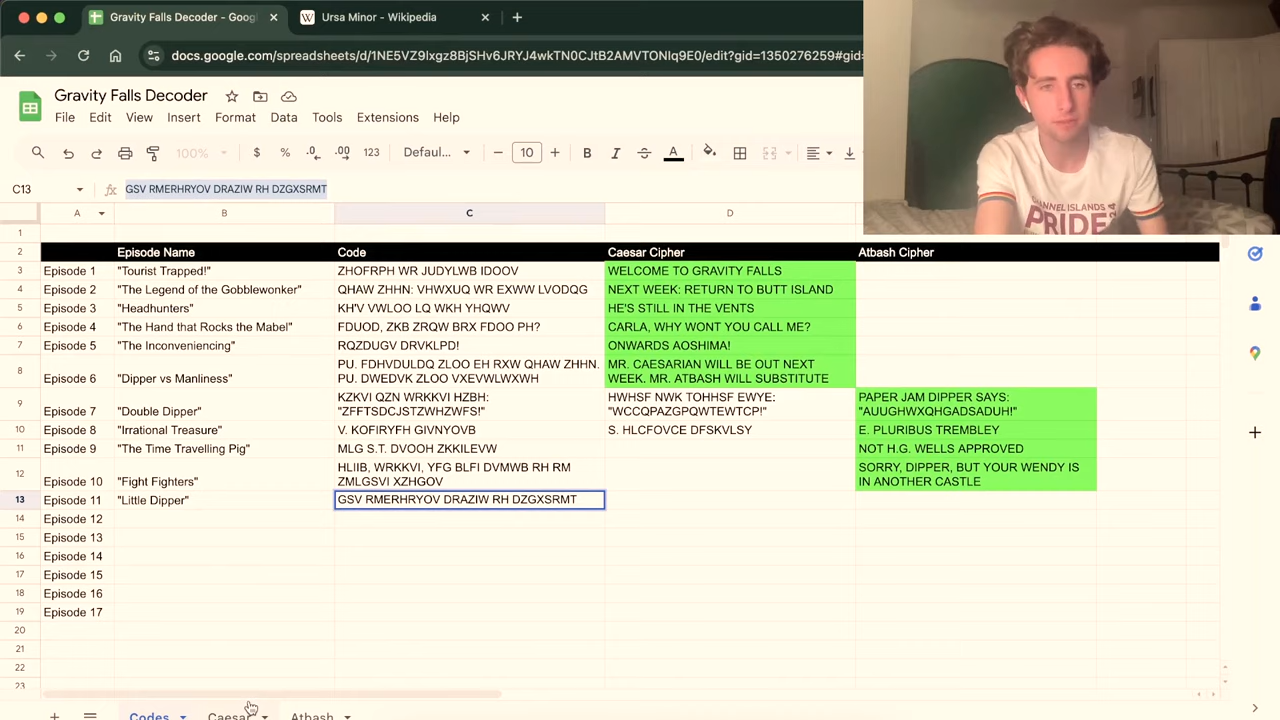 Gravity Falls Decoder - Goog
Ursa Minor - Wikipedia
docs.google.com/spreadsheets/d/1NE5VZ9lxgz8BjSHv6JRYJ4wkTN0CJtB2AMVTONIq9E0/edit?gid=1350276259#gid=
Gravity Falls Decoder
File Edit View Insert Format Data Tools Extensions Help
100% $ % .0 .00 123 Defaul... 10 B I A
C13 fx GSV RMERHRYOV DRAZIW RH DZGXSRMT
A B C D
1
2 Episode Name Code Caesar Cipher Atbash Cipher
3 Episode 1 "Tourist Trapped!" ZHOFRPH WR JUDYLWB IDOOV WELCOME TO GRAVITY FALLS
4 Episode 2 "The Legend of the Gobblewonker" QHAW ZHHN: VHWXUQ WR EXWW LVODQG NEXT WEEK: RETURN TO BUTT ISLAND
5 Episode 3 "Headhunters" KH'V VWLOO LQ WKH YHQWV HE'S STILL IN THE VENTS
6 Episode 4 "The Hand that Rocks the Mabel" FDUOD, ZKB ZRQW BRX FDOO PH? CARLA, WHY WONT YOU CALL ME?
7 Episode 5 "The Inconveniencing" RQZDUGV DRVKLPD! ONWARDS AOSHIMA!
PU. FDHVDULDQ ZLOO EH RXW QHAW ZHHN. MR. CAESARIAN WILL BE OUT NEXT
8 Episode 6 "Dipper vs Manliness" PU. DWEDVK ZLOO VXEVWLWXWH WEEK. MR. ATBASH WILL SUBSTITUTE
KZKVI QZN WRKKVI HZBH: HWHSF NWK TOHHSF EWYE: PAPER JAM DIPPER SAYS:
9 Episode 7 "Double Dipper" "ZFFTSDCJSTZWHZWFS!" "WCCQPAZGPQWTEWTCP!" "AUUGHWXQHGADSADUH!"
10 Episode 8 "Irrational Treasure" V. KOFIRYFH GIVNYOVB S. HLCFOVCE DFSKVLSY E. PLURIBUS TREMBLEY
11 Episode 9 "The Time Travelling Pig" MLG S.T. DVOOH ZKKILEVW NOT H.G. WELLS APPROVED
HLIIB, WRKKVI, YFG BLFI DVMWB RH RM SORRY, DIPPER, BUT YOUR WENDY IS
12 Episode 10 "Fight Fighters" ZMLGSVI XZHGOV IN ANOTHER CASTLE
13 Episode 11 "Little Dipper" GSV RMERHRYOV DRAZIW RH DZGXSRMT
14 Episode 12
15 Episode 13
16 Episode 14
17 Episode 15
18 Episode 16
19 Episode 17
20
21
22
23
Codes Caesar Atbash
CHANNEL ISLANDS
PRIDE